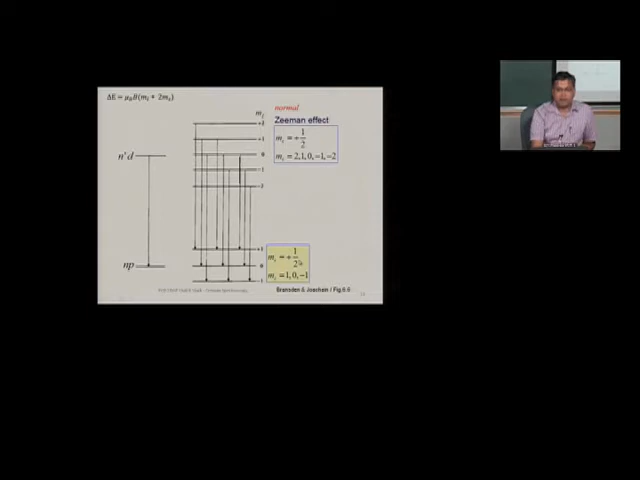 ΔE = μ_B B(m_l + 2m_s)
normal
Zeeman effect
m_s = + 1/2
m_l = 2,1,0,−1,−2
m_l
+2
+1
0
−1
−2
n'd
np
+1
0
−1
m_s = + 1/2
m_l = 1,0,−1
Bransden & Joachain / Fig.6.6